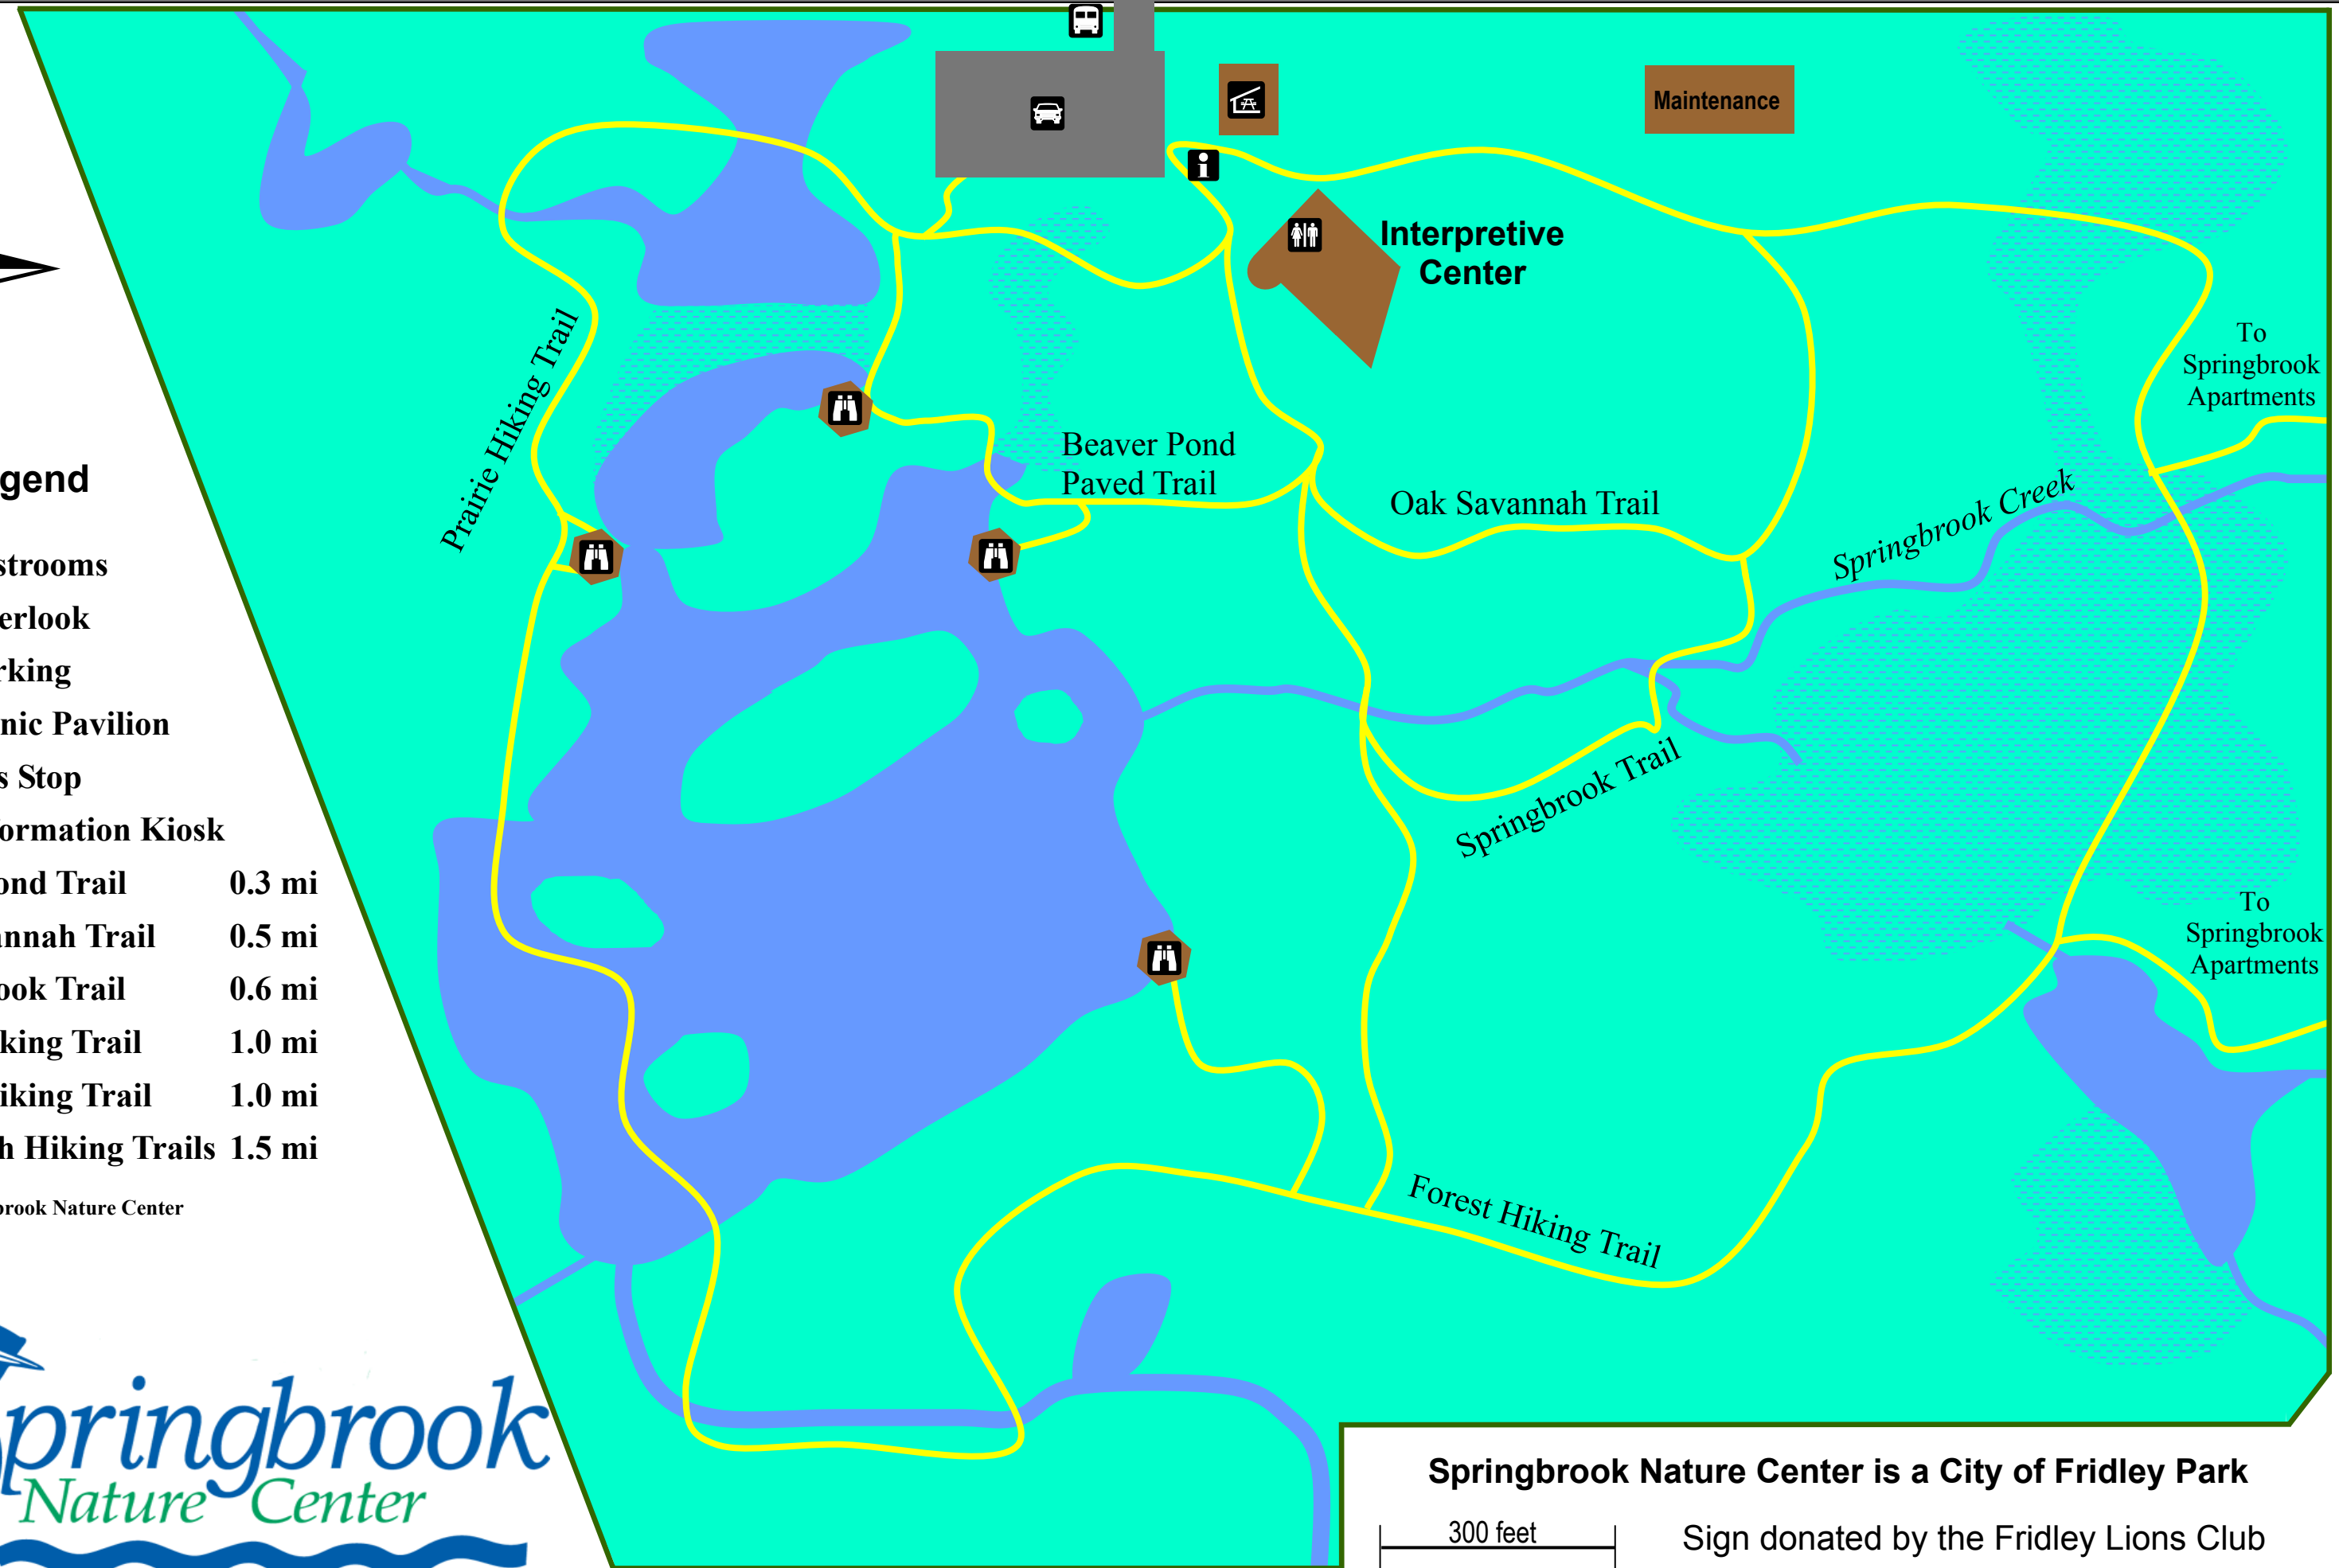 Maintenance
Interpretive
Center
To
Springbrook
Apartments
Prairie Hiking Trail
Beaver Pond
Paved Trail
Oak Savannah Trail
Springbrook Creek
Springbrook Trail
To
Springbrook
Apartments
Forest Hiking Trail
gend
strooms
erlook
rking
nic Pavilion
s Stop
formation Kiosk
ond Trail 0.3 mi
annah Trail 0.5 mi
ook Trail 0.6 mi
king Trail 1.0 mi
iking Trail 1.0 mi
h Hiking Trails 1.5 mi
brook Nature Center
pringbrook
Nature Center
Springbrook Nature Center is a City of Fridley Park
300 feet
Sign donated by the Fridley Lions Club